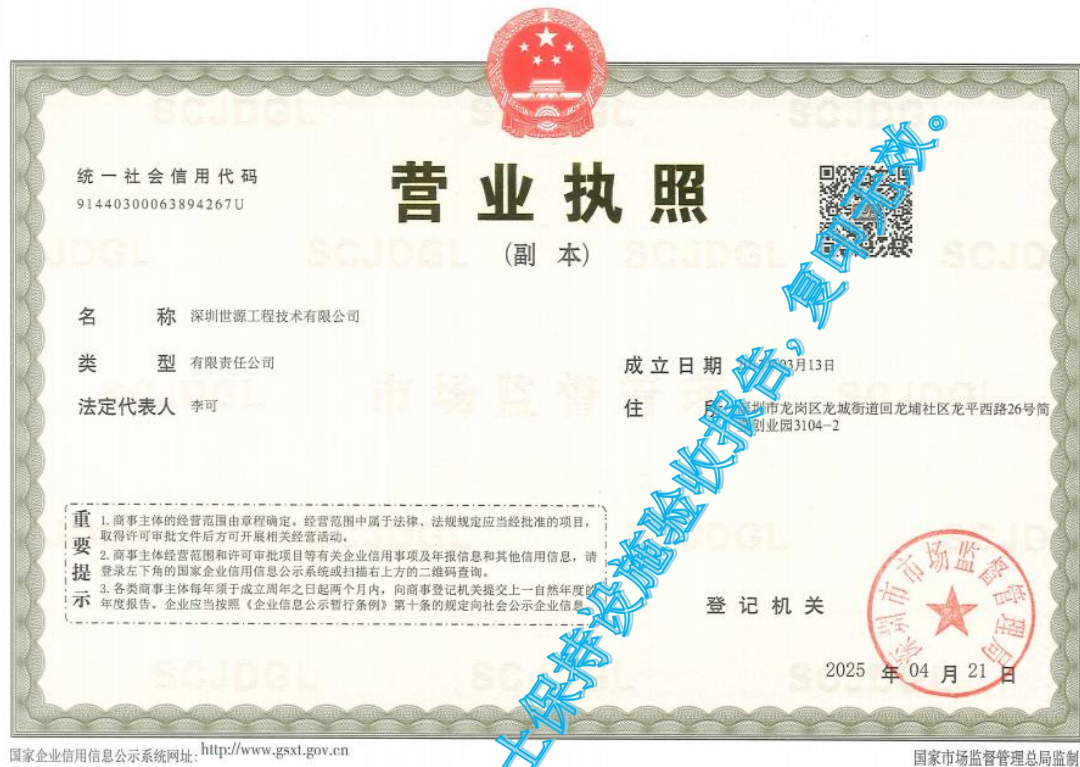 统一社会信用代码
91440300063894267U
营业执照
(副 本)
名 称 深圳世源工程技术有限公司
类 型 有限责任公司
法定代表人 李可
成立日期 03月13日
住 圳市龙岗区龙城街道回龙埔社区龙平西路26号简
创业园3104-2
重要提示
1. 商事主体的经营范围由章程确定。经营范围中属于法律、法规规定应当经批准的项目,
取得许可审批文件后方可开展相关经营活动。
2. 商事主体经营范围和许可审批项目等有关企业信用事项及年报信息和其他信用信息,请
登录左下角的国家企业信用信息公示系统或扫描右上方的二维码查询。
3. 各类商事主体每年须于成立周年之日起两个月内,向商事登记机关提交上一自然年度的
年度报告。企业应当按照《企业信息公示暂行条例》第十条的规定向社会公示企业信息
登记机关
深圳市市场监督管理局
2025 年 04 月 21 日
土保持设施验收报告,复印无效。
国家企业信用信息公示系统网址:http://www.gsxt.gov.cn
国家市场监督管理总局监制
SCJDGL
市场监督管